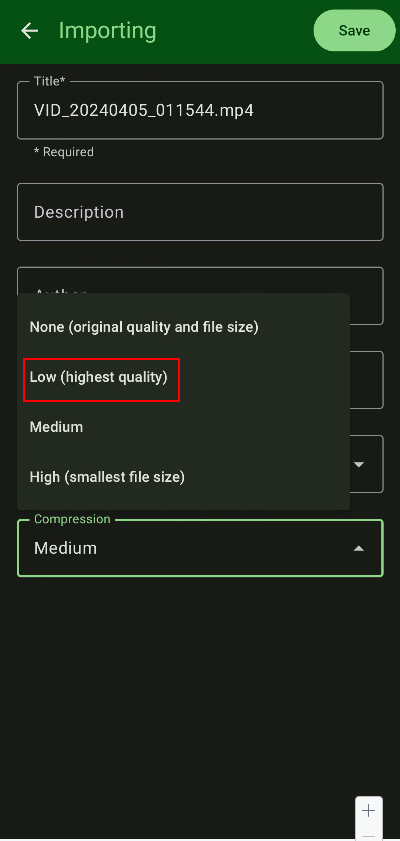 Importing
Save
Title*
VID_20240405_011544.mp4
* Required
Description
None (original quality and file size)
Low (highest quality)
Medium
High (smallest file size)
Compression
Medium